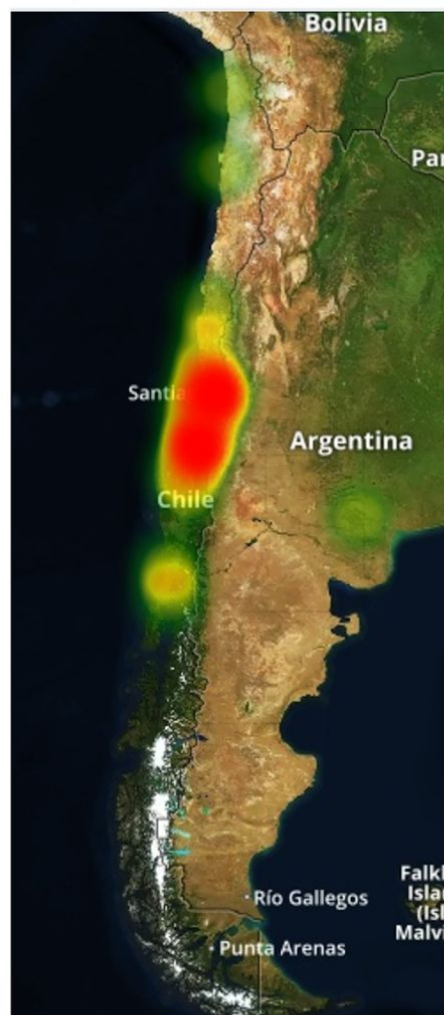 Bolivia
Par
Santia
Argentina
Chile
Falkl
Islan
(Isl
Malvi
Río Gallegos
Punta Arenas